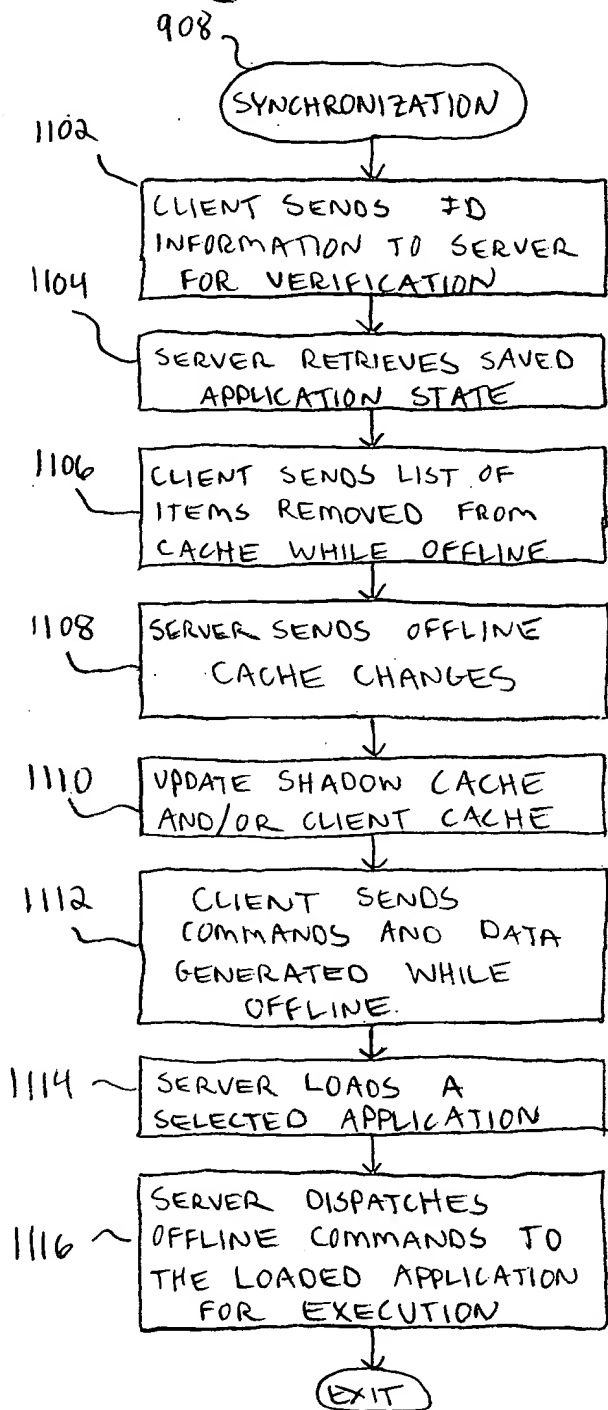 908
SYNCHRONIZATION
1102
CLIENT SENDS ID
INFORMATION TO SERVER
FOR VERIFICATION
1104
SERVER RETRIEVES SAVED
APPLICATION STATE
1106
CLIENT SENDS LIST OF
ITEMS REMOVED FROM
CACHE WHILE OFFLINE
1108
SERVER SENDS OFFLINE
CACHE CHANGES
1110
UPDATE SHADOW CACHE
AND/OR CLIENT CACHE
1112
CLIENT SENDS
COMMANDS AND DATA
GENERATED WHILE
OFFLINE.
1114
SERVER LOADS A
SELECTED APPLICATION
1116
SERVER DISPATCHES
OFFLINE COMMANDS TO
THE LOADED APPLICATION
FOR EXECUTION
EXIT